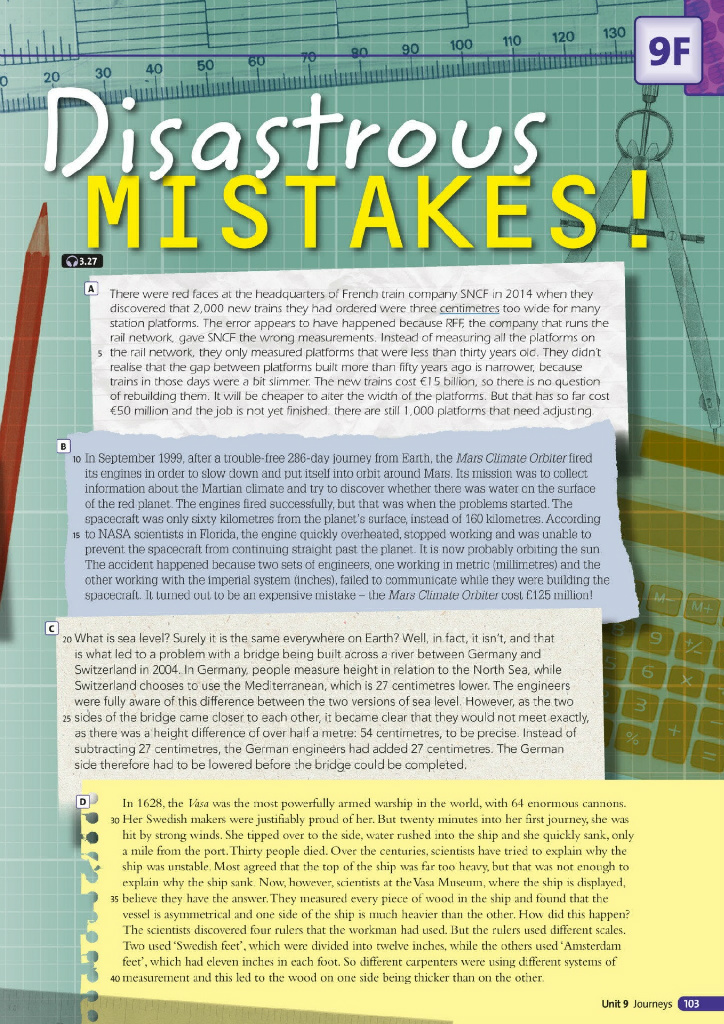 9F
0 20 30 40 50 60 70 80 90 100 110 120 130
Disastrous
MISTAKES!
3.27
A
There were red faces at the headquarters of French train company SNCF in 2014 when they
discovered that 2,000 new trains they had ordered were three centimetres too wide for many
station platforms. The error appears to have happened because RFF, the company that runs the
rail network, gave SNCF the wrong measurements. Instead of measuring all the platforms on
5 the rail network, they only measured platforms that were less than thirty years old. They didn't
realise that the gap between platforms built more than fifty years ago is narrower, because
trains in those days were a bit slimmer. The new trains cost €15 billion, so there is no question
of rebuilding them. It will be cheaper to alter the width of the platforms. But that has so far cost
€50 million and the job is not yet finished. there are still 1,000 platforms that need adjusting.
B
10 In September 1999, after a trouble-free 286-day journey from Earth, the Mars Climate Orbiter fired
its engines in order to slow down and put itself into orbit around Mars. Its mission was to collect
information about the Martian climate and try to discover whether there was water on the surface
of the red planet. The engines fired successfully, but that was when the problems started. The
spacecraft was only sixty kilometres from the planet's surface, instead of 160 kilometres. According
15 to NASA scientists in Florida, the engine quickly overheated, stopped working and was unable to
prevent the spacecraft from continuing straight past the planet. It is now probably orbiting the sun.
The accident happened because two sets of engineers, one working in metric (millimetres) and the
other working with the imperial system (inches), failed to communicate while they were building the
spacecraft. It turned out to be an expensive mistake – the Mars Climate Orbiter cost £125 million!
C
20 What is sea level? Surely it is the same everywhere on Earth? Well, in fact, it isn't, and that
is what led to a problem with a bridge being built across a river between Germany and
Switzerland in 2004. In Germany, people measure height in relation to the North Sea, while
Switzerland chooses to use the Mediterranean, which is 27 centimetres lower. The engineers
were fully aware of this difference between the two versions of sea level. However, as the two
25 sides of the bridge came closer to each other, it became clear that they would not meet exactly,
as there was a height difference of over half a metre: 54 centimetres, to be precise. Instead of
subtracting 27 centimetres, the German engineers had added 27 centimetres. The German
side therefore had to be lowered before the bridge could be completed.
D
In 1628, the Vasa was the most powerfully armed warship in the world, with 64 enormous cannons.
30 Her Swedish makers were justifiably proud of her. But twenty minutes into her first journey, she was
hit by strong winds. She tipped over to the side, water rushed into the ship and she quickly sank, only
a mile from the port. Thirty people died. Over the centuries, scientists have tried to explain why the
ship was unstable. Most agreed that the top of the ship was far too heavy, but that was not enough to
explain why the ship sank. Now, however, scientists at the Vasa Museum, where the ship is displayed,
35 believe they have the answer. They measured every piece of wood in the ship and found that the
vessel is asymmetrical and one side of the ship is much heavier than the other. How did this happen?
The scientists discovered four rulers that the workman had used. But the rulers used different scales.
Two used 'Swedish feet', which were divided into twelve inches, while the others used 'Amsterdam
feet', which had eleven inches in each foot. So different carpenters were using different systems of
40 measurement and this led to the wood on one side being thicker than on the other.
M− M+
9 +/−
5 6 ×
3 +
% =
Unit 9 Journeys 103